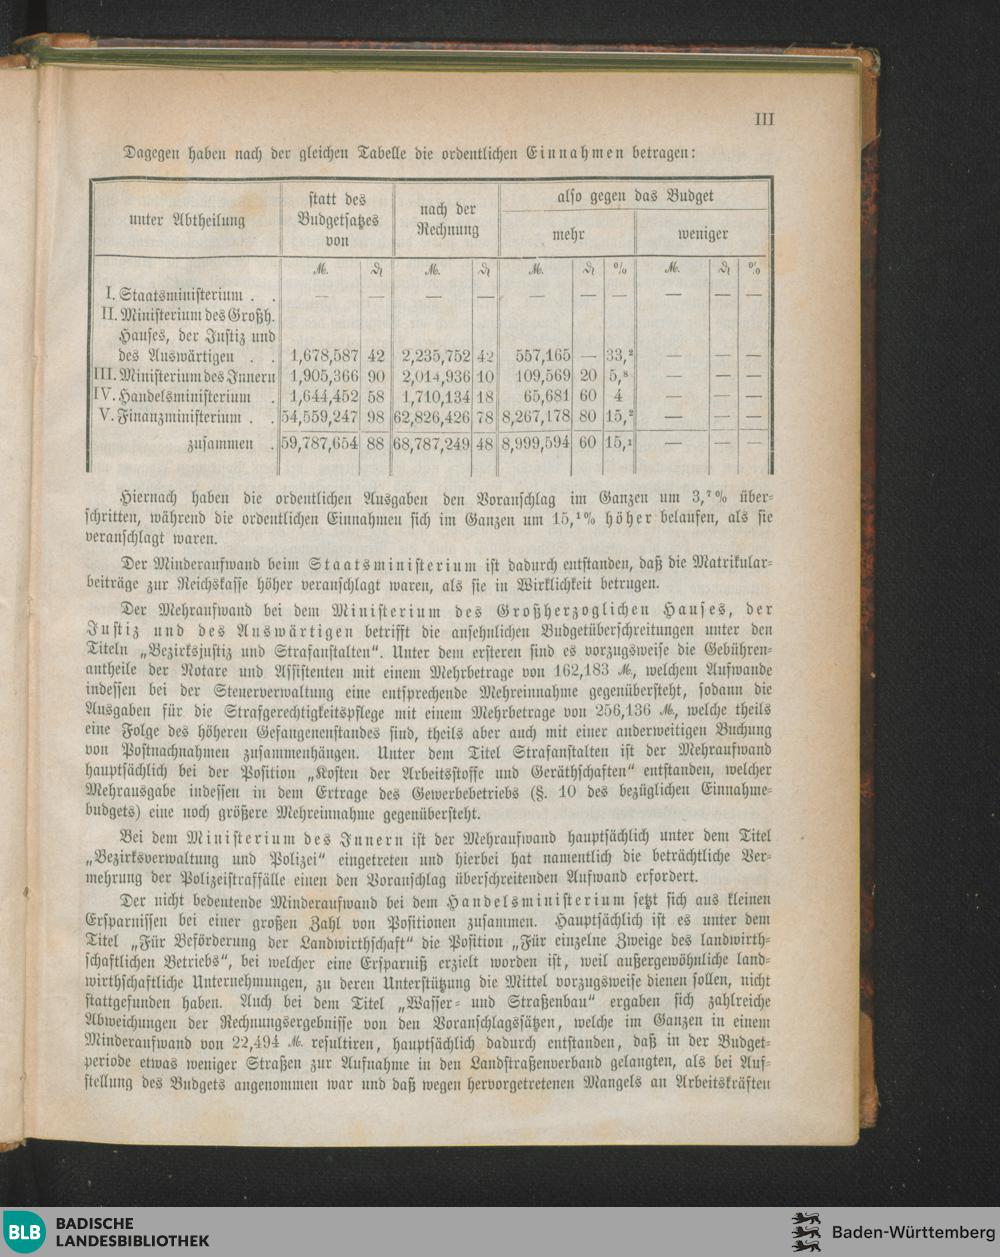 III
Dagegen haben nach der gleichen Tabelle die ordentlichen Einnahmen betragen:
unter Abtheilung | statt des Budgetsatzes von | nach der Rechnung | also gegen das Budget
mehr | weniger
M. | ₰ | M. | ₰ | M. | ₰ | % | M. | ₰ | %
I. Staatsministerium . . | — | — | — | — | — | — | — | — | — | —
II. Ministerium des Großh.
Hauses, der Justiz und
des Auswärtigen . . | 1,678,587 | 42 | 2,235,752 | 42 | 557,165 | — | 33,² | — | — | —
III. Ministerium des Innern | 1,905,366 | 90 | 2,014,936 | 10 | 109,569 | 20 | 5,⁸ | — | — | —
IV. Handelsministerium . | 1,644,452 | 58 | 1,710,134 | 18 | 65,681 | 60 | 4 | — | — | —
V. Finanzministerium . . | 54,559,247 | 98 | 62,826,426 | 78 | 8,267,178 | 80 | 15,² | — | — | —
zusammen . | 59,787,654 | 88 | 68,787,249 | 48 | 8,999,594 | 60 | 15,¹ | — | — | —
Hiernach haben die ordentlichen Ausgaben den Voranschlag im Ganzen um 3,⁷ % über-
schritten, während die ordentlichen Einnahmen sich im Ganzen um 15,¹ % höher belaufen, als sie
veranschlagt waren.
Der Minderaufwand beim Staatsministerium ist dadurch entstanden, daß die Matrikular-
beiträge zur Reichskasse höher veranschlagt waren, als sie in Wirklichkeit betrugen.
Der Mehraufwand bei dem Ministerium des Großherzoglichen Hauses, der
Justiz und des Auswärtigen betrifft die ansehnlichen Budgetüberschreitungen unter den
Titeln „Bezirksjustiz und Strafanstalten“. Unter dem ersteren sind es vorzugsweise die Gebühren-
antheile der Notare und Assistenten mit einem Mehrbetrage von 162,183 M., welchem Aufwande
indessen bei der Steuerverwaltung eine entsprechende Mehreinnahme gegenübersteht, sodann die
Ausgaben für die Strafgerechtigkeitspflege mit einem Mehrbetrage von 256,136 M., welche theils
eine Folge des höheren Gefangenenstandes sind, theils aber auch mit einer anderweitigen Buchung
von Postnachnahmen zusammenhängen. Unter dem Titel Strafanstalten ist der Mehraufwand
hauptsächlich bei der Position „Kosten der Arbeitsstoffe und Geräthschaften“ entstanden, welcher
Mehrausgabe indessen in dem Ertrage des Gewerbebetriebs (§. 10 des bezüglichen Einnahme-
budgets) eine noch größere Mehreinnahme gegenübersteht.
Bei dem Ministerium des Innern ist der Mehraufwand hauptsächlich unter dem Titel
„Bezirksverwaltung und Polizei“ eingetreten und hierbei hat namentlich die beträchtliche Ver-
mehrung der Polizeistraffälle einen den Voranschlag überschreitenden Aufwand erfordert.
Der nicht bedeutende Minderaufwand bei dem Handelsministerium setzt sich aus kleinen
Ersparnissen bei einer großen Zahl von Positionen zusammen. Hauptsächlich ist es unter dem
Titel „Für Beförderung der Landwirthschaft“ die Position „Für einzelne Zweige des landwirth-
schaftlichen Betriebs“, bei welcher eine Ersparniß erzielt worden ist, weil außergewöhnliche land-
wirthschaftliche Unternehmungen, zu deren Unterstützung die Mittel vorzugsweise dienen sollen, nicht
stattgefunden haben. Auch bei dem Titel „Wasser- und Straßenbau“ ergaben sich zahlreiche
Abweichungen der Rechnungsergebnisse von den Voranschlagssätzen, welche im Ganzen in einem
Minderaufwand von 22,494 M. resultiren, hauptsächlich dadurch entstanden, daß in der Budget-
periode etwas weniger Straßen zur Aufnahme in den Landstraßenverband gelangten, als bei Auf-
stellung des Budgets angenommen war und daß wegen hervorgetretenen Mangels an Arbeitskräften
BLB BADISCHE LANDESBIBLIOTHEK
Baden-Württemberg